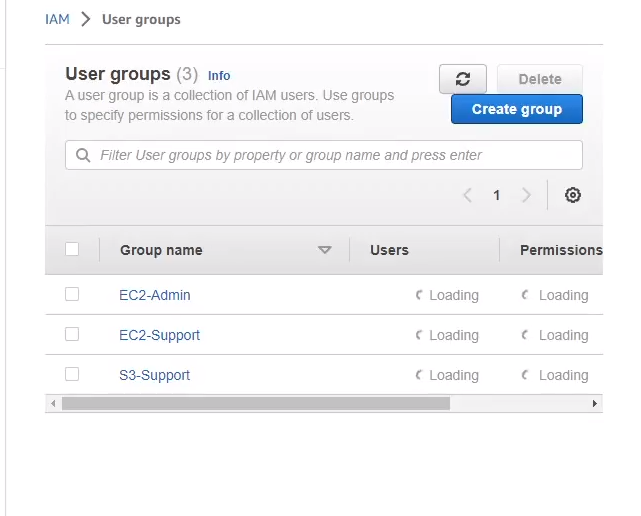 IAM > User groups
User groups (3) Info
A user group is a collection of IAM users. Use groups
to specify permissions for a collection of users.
Delete
Create group
Filter User groups by property or group name and press enter
1
Group name Users Permissions
EC2-Admin Loading Loading
EC2-Support Loading Loading
S3-Support Loading Loading